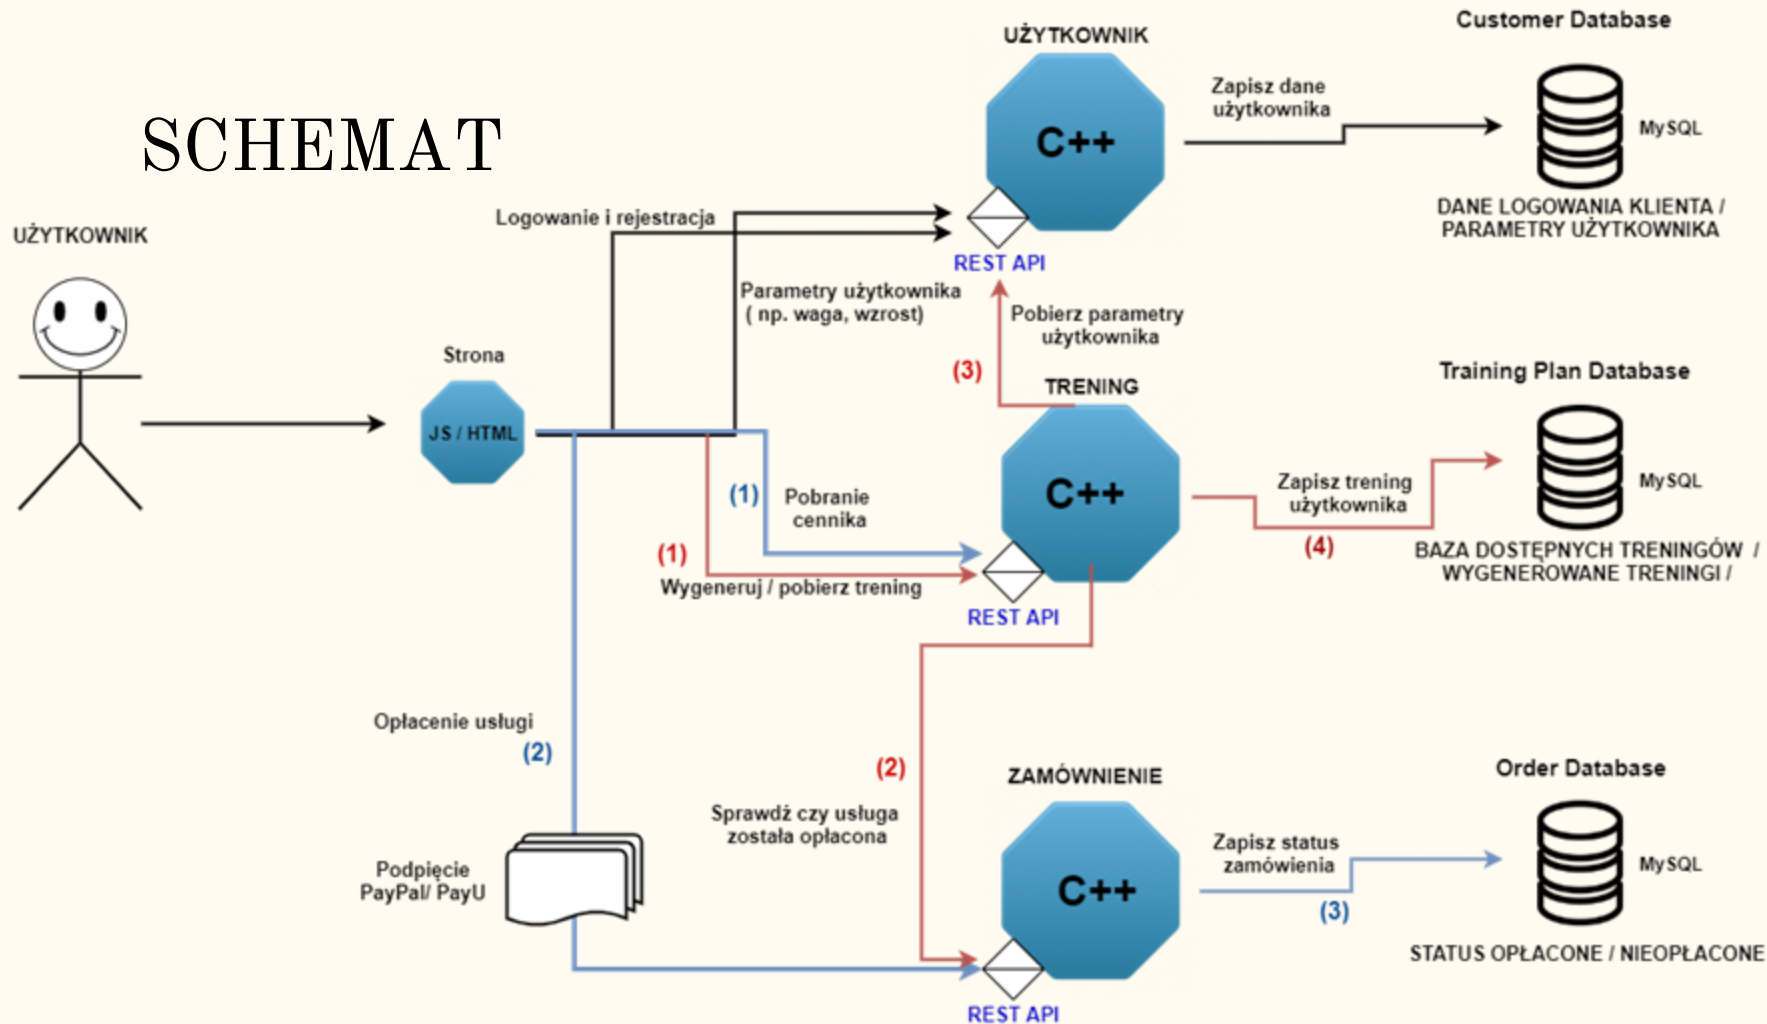 SCHEMAT
UŻYTKOWNIK
Strona
JS / HTML
Logowanie i rejestracja
Parametry użytkownika
( np. waga, wzrost)
UŻYTKOWNIK
C++
REST API
Zapisz dane
użytkownika
Customer Database
MySQL
DANE LOGOWANIA KLIENTA /
PARAMETRY UŻYTKOWNIKA
Pobierz parametry
użytkownika
(3)
TRENING
C++
REST API
(1)
Pobranie
cennika
(1)
Wygeneruj / pobierz trening
Zapisz trening
użytkownika
(4)
Training Plan Database
MySQL
BAZA DOSTĘPNYCH TRENINGÓW /
WYGENEROWANE TRENINGI /
Opłacenie usługi
(2)
Podpięcie
PayPal/ PayU
(2)
Sprawdź czy usługa
została opłacona
ZAMÓWNIENIE
C++
REST API
Zapisz status
zamówienia
(3)
Order Database
MySQL
STATUS OPŁACONE / NIEOPŁACONE